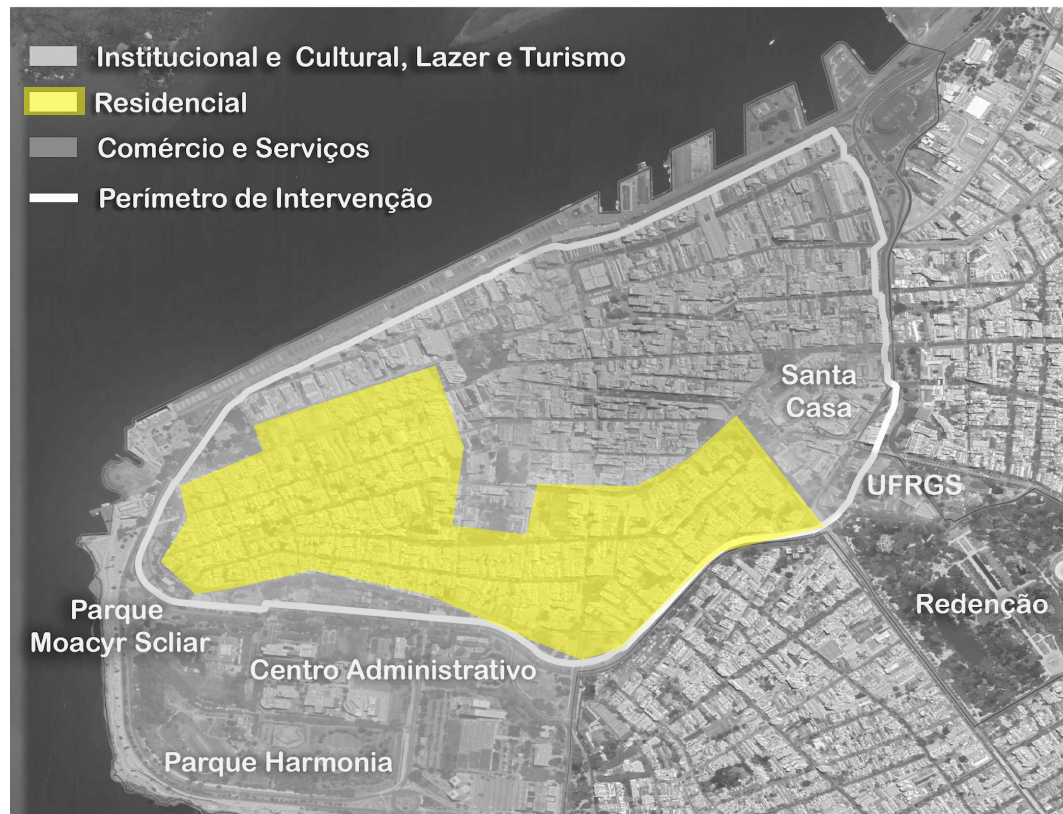 Institucional e Cultural, Lazer e Turismo
Residencial
Comércio e Serviços
Perímetro de Intervenção
Santa
Casa
UFRGS
Redenção
Parque
Moacyr Scliar
Centro Administrativo
Parque Harmonia